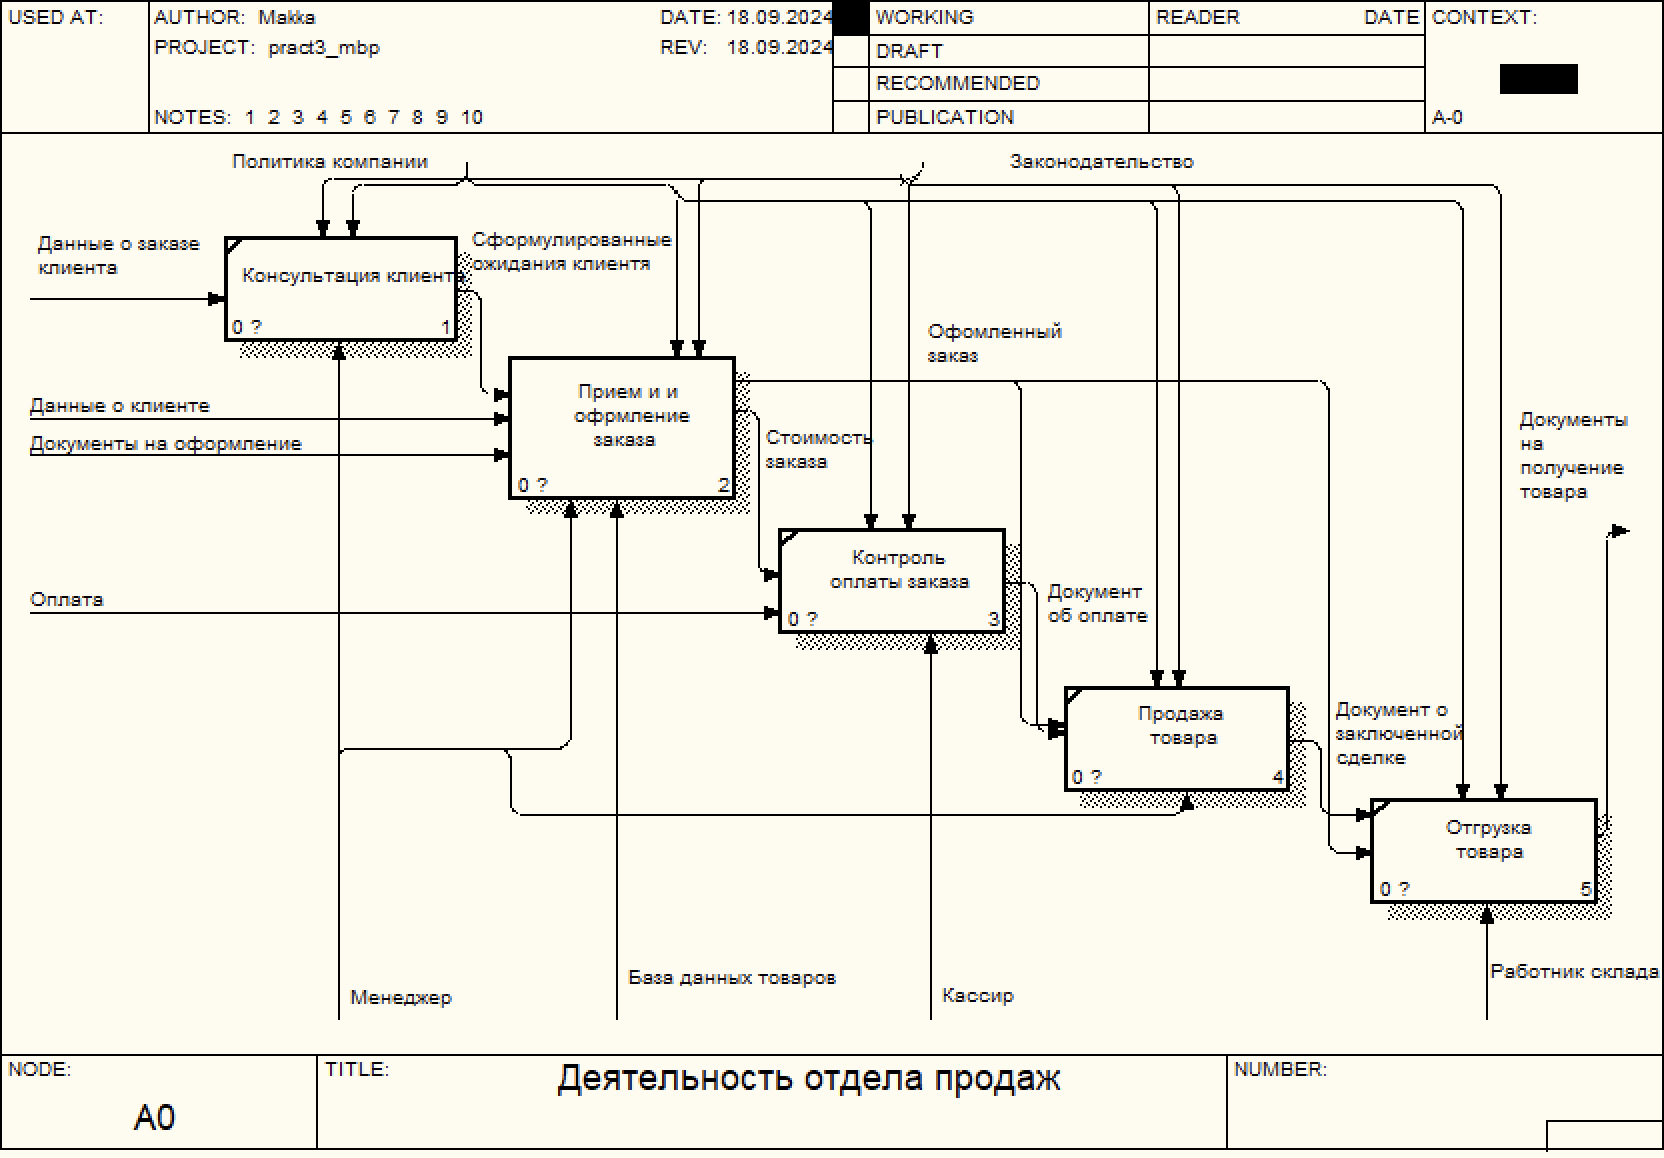 USED AT:
AUTHOR: Makka
DATE: 18.09.2024
WORKING
READER
DATE
CONTEXT:
PROJECT: pract3_mbp
REV: 18.09.2024
DRAFT
RECOMMENDED
NOTES: 1 2 3 4 5 6 7 8 9 10
PUBLICATION
A-0
Политика компании
Законодательство
Данные о заказе
клиента
Консультация клиента
0 ?
1
Сформулированные
ожидания клиентя
Офомленный
заказ
Данные о клиенте
Документы на оформление
Прием и и
офрмление
заказа
0 ?
2
Стоимость
заказа
Документы
на
получение
товара
Оплата
Контроль
оплаты заказа
0 ?
3
Документ
об оплате
Продажа
товара
0 ?
4
Документ о
заключенной
сделке
Отгрузка
товара
0 ?
5
Менеджер
База данных товаров
Кассир
Работник склада
NODE:
A0
TITLE:
Деятельность отдела продаж
NUMBER: